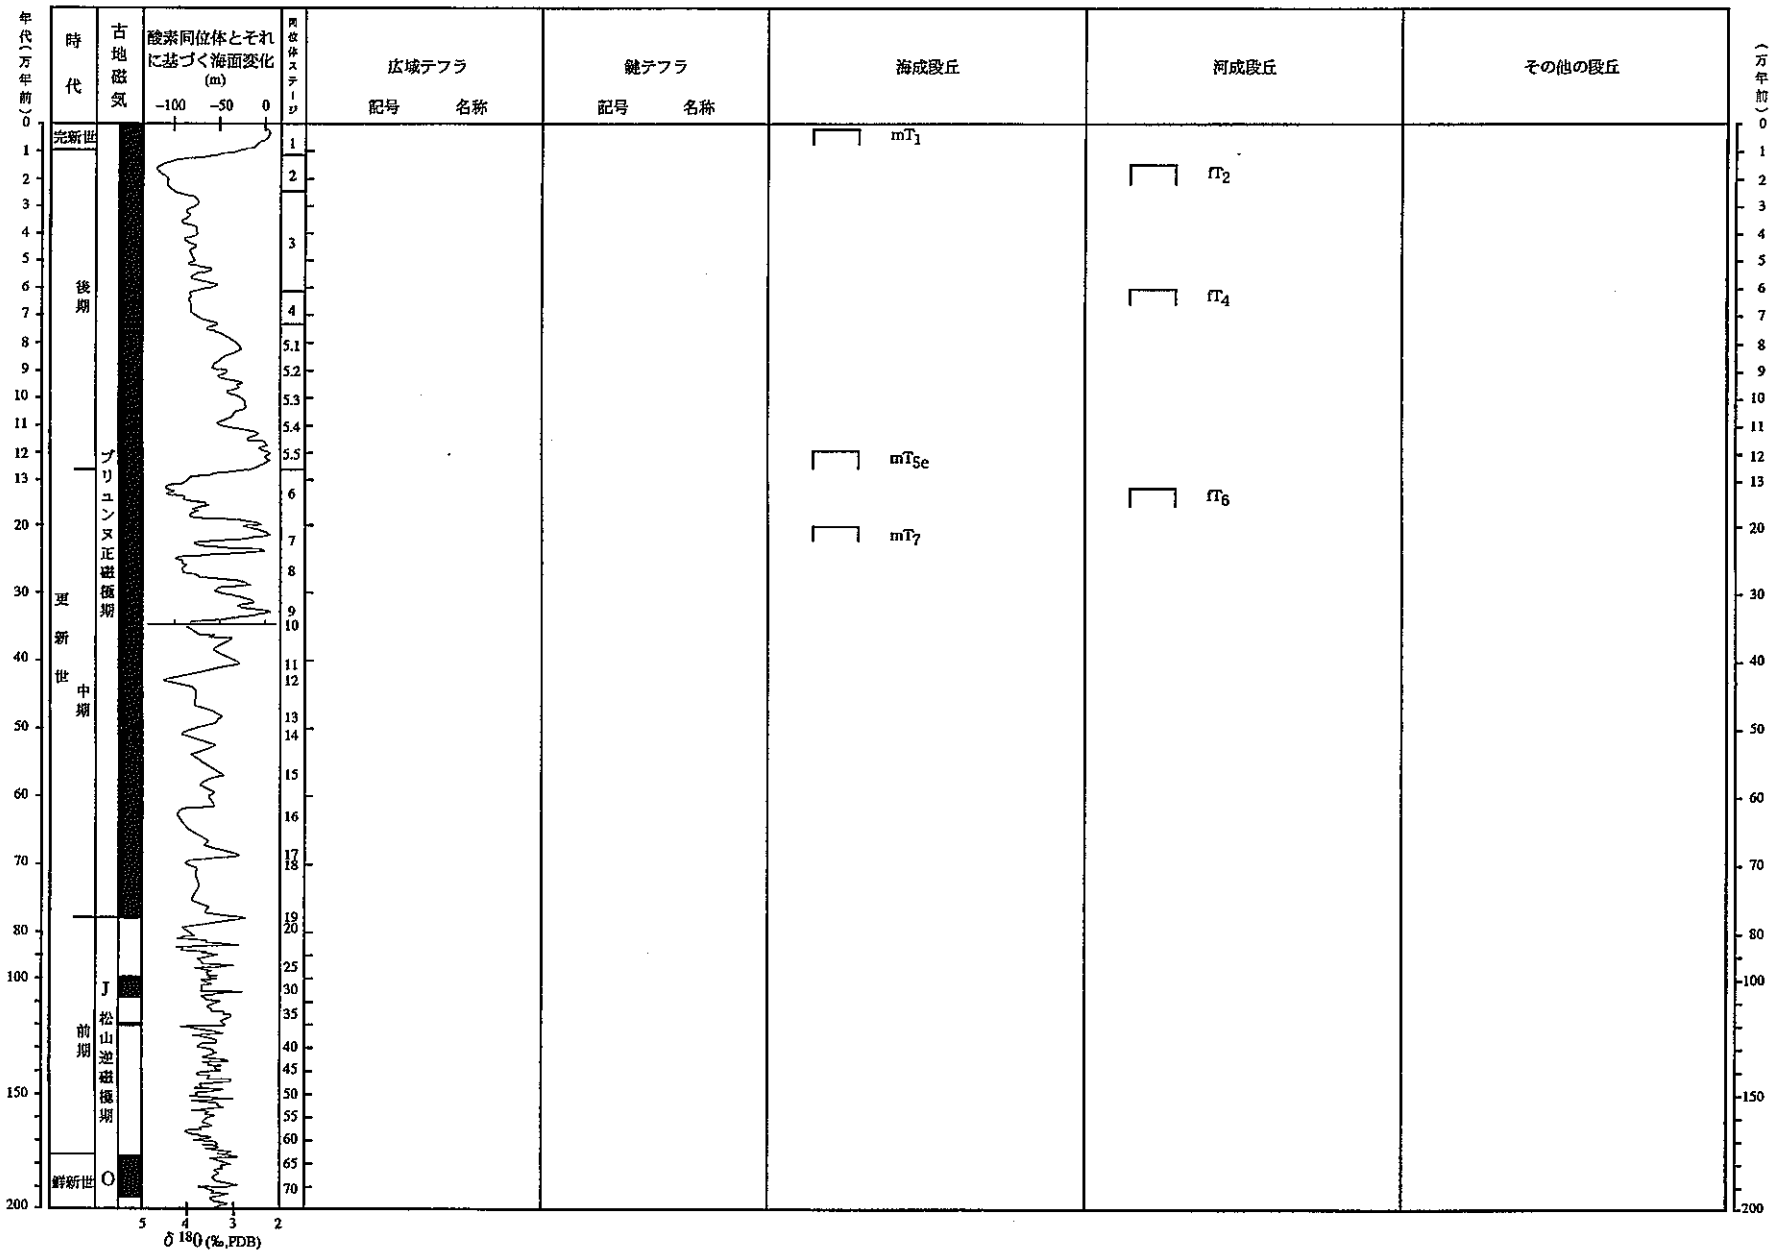 年代(万年前)
時代
古地磁気
酸素同位体とそれ
に基づく海面変化
(m)
-100 -50 0
同位体ステージ
広域テフラ
記号 名称
鍵テフラ
記号 名称
海成段丘
河成段丘
その他の段丘
(万年前)
0
1
2
3
4
5
6
7
8
9
10
11
12
13
20
30
40
50
60
70
80
100
150
200
完新世
更新世
後期
中期
前期
鮮新世
ブリュンヌ正磁極期
J
松山逆磁極期
O
1
2
3
4
5.1
5.2
5.3
5.4
5.5
6
7
8
9
10
11
12
13
14
15
16
17
18
19
20
25
30
35
40
45
50
55
60
65
70
mT1
mT5e
mT7
fT2
fT4
fT6
0
1
2
3
4
5
6
7
8
9
10
11
12
13
20
30
40
50
60
70
80
100
150
200
5 4 3 2
δ 18O (‰,PDB)